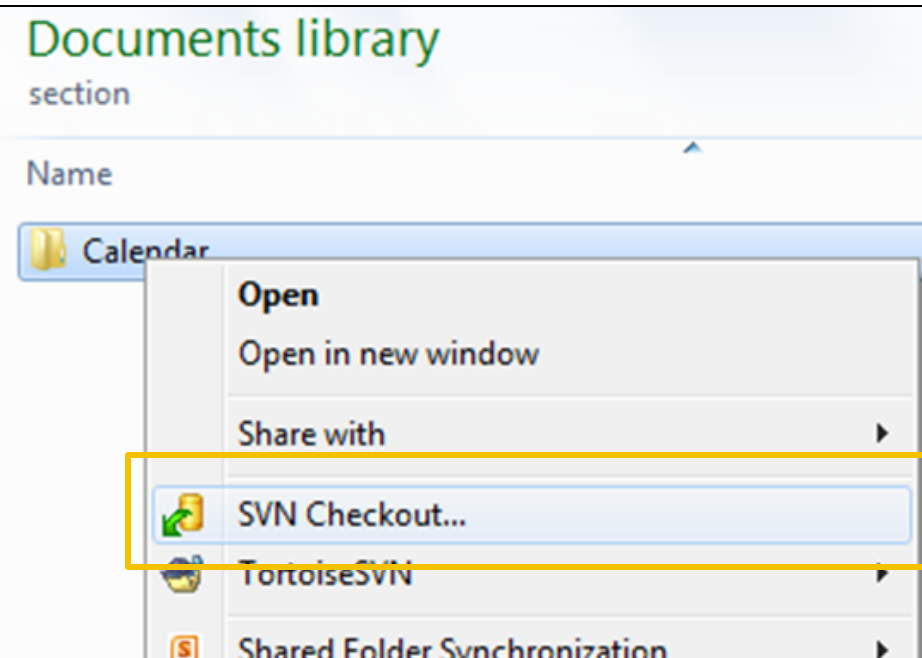 Documents library
section
Name
Calendar
Open
Open in new window
Share with
SVN Checkout...
TortoiseSVN
Shared Folder Synchronization